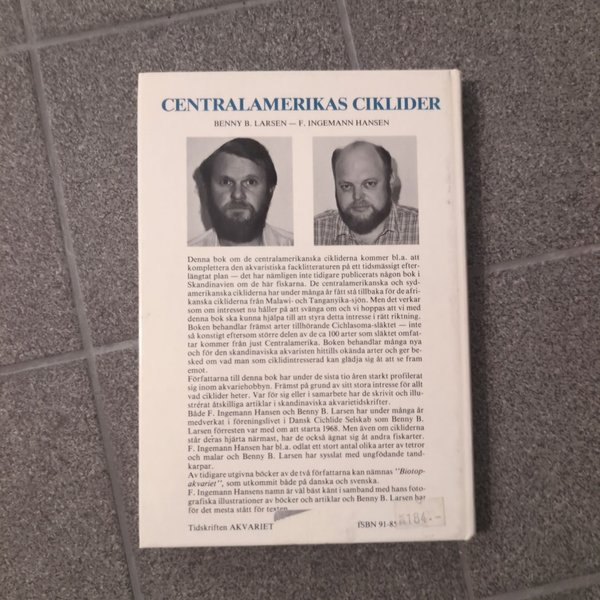 CENTRALAMERIKAS CIKLIDER
BENNY B. LARSEN — F. INGEMANN HANSEN
Denna bok om de centralamerikanska cikliderna kommer bl.a. att
komplettera den akvaristiska facklitteraturen på ett tidsmässigt efter-
längtat plan — det har nämligen inte tidigare publicerats någon bok i
Skandinavien om de här fiskarna. De centralamerikanska och syd-
amerikanska cikliderna har under många år fått stå tillbaka för de afri-
kanska cikliderna från Malawi- och Tanganyika-sjön. Men det verkar
som om intresset nu håller på att svänga om och vi hoppas att vi med
denna bok ska kunna hjälpa till att styra detta intresse i rätt riktning.
Boken behandlar främst arter tillhörande Cichlasoma-släktet — inte
så konstigt eftersom större delen av de ca 100 arter som släktet omfat-
tar kommer från just Centralamerika. Boken behandlar många nya
och för den skandinaviska akvaristen hittills okända arter och ger be-
sked om vad man som ciklidintresserad kan glädja sig åt att se fram
emot.
Författarna till denna bok har under de sista tio åren starkt profilerat
sig inom akvariehobbyn. Främst på grund av sitt stora intresse för allt
vad ciklider heter. Var för sig eller i samarbete har de skrivit och illu-
strerat åtskilliga artiklar i skandinaviska akvarietidskrifter.
Både F. Ingemann Hansen och Benny B. Larsen har under många år
medverkat i föreningslivet i Dansk Cichlide Selskab som Benny B.
Larsen förresten var med om att starta 1968. Men även om cikliderna
står deras hjärta närmast, har de också ägnat sig åt andra fiskarter.
F. Ingemann Hansen har bl.a. odlat ett stort antal olika arter av tetror
och malar och Benny B. Larsen har sysslat med ungfödande tand-
karpar.
Av tidigare utgivna böcker av de två författarna kan nämnas "Biotop-
akvariet", som utkommit både på danska och svenska.
F. Ingemann Hansens namn är väl bäst känt i samband med hans foto-
grafiska illustrationer av böcker och artiklar och Benny B. Larsen har
för det mesta stått för texten.
Tidskriften AKVARIET
ISBN 91-85
184.-